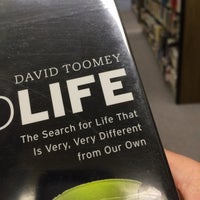 DAVID TOOMEY
LIFE
The Search for Life That
Is Very, Very Different
from Our Own